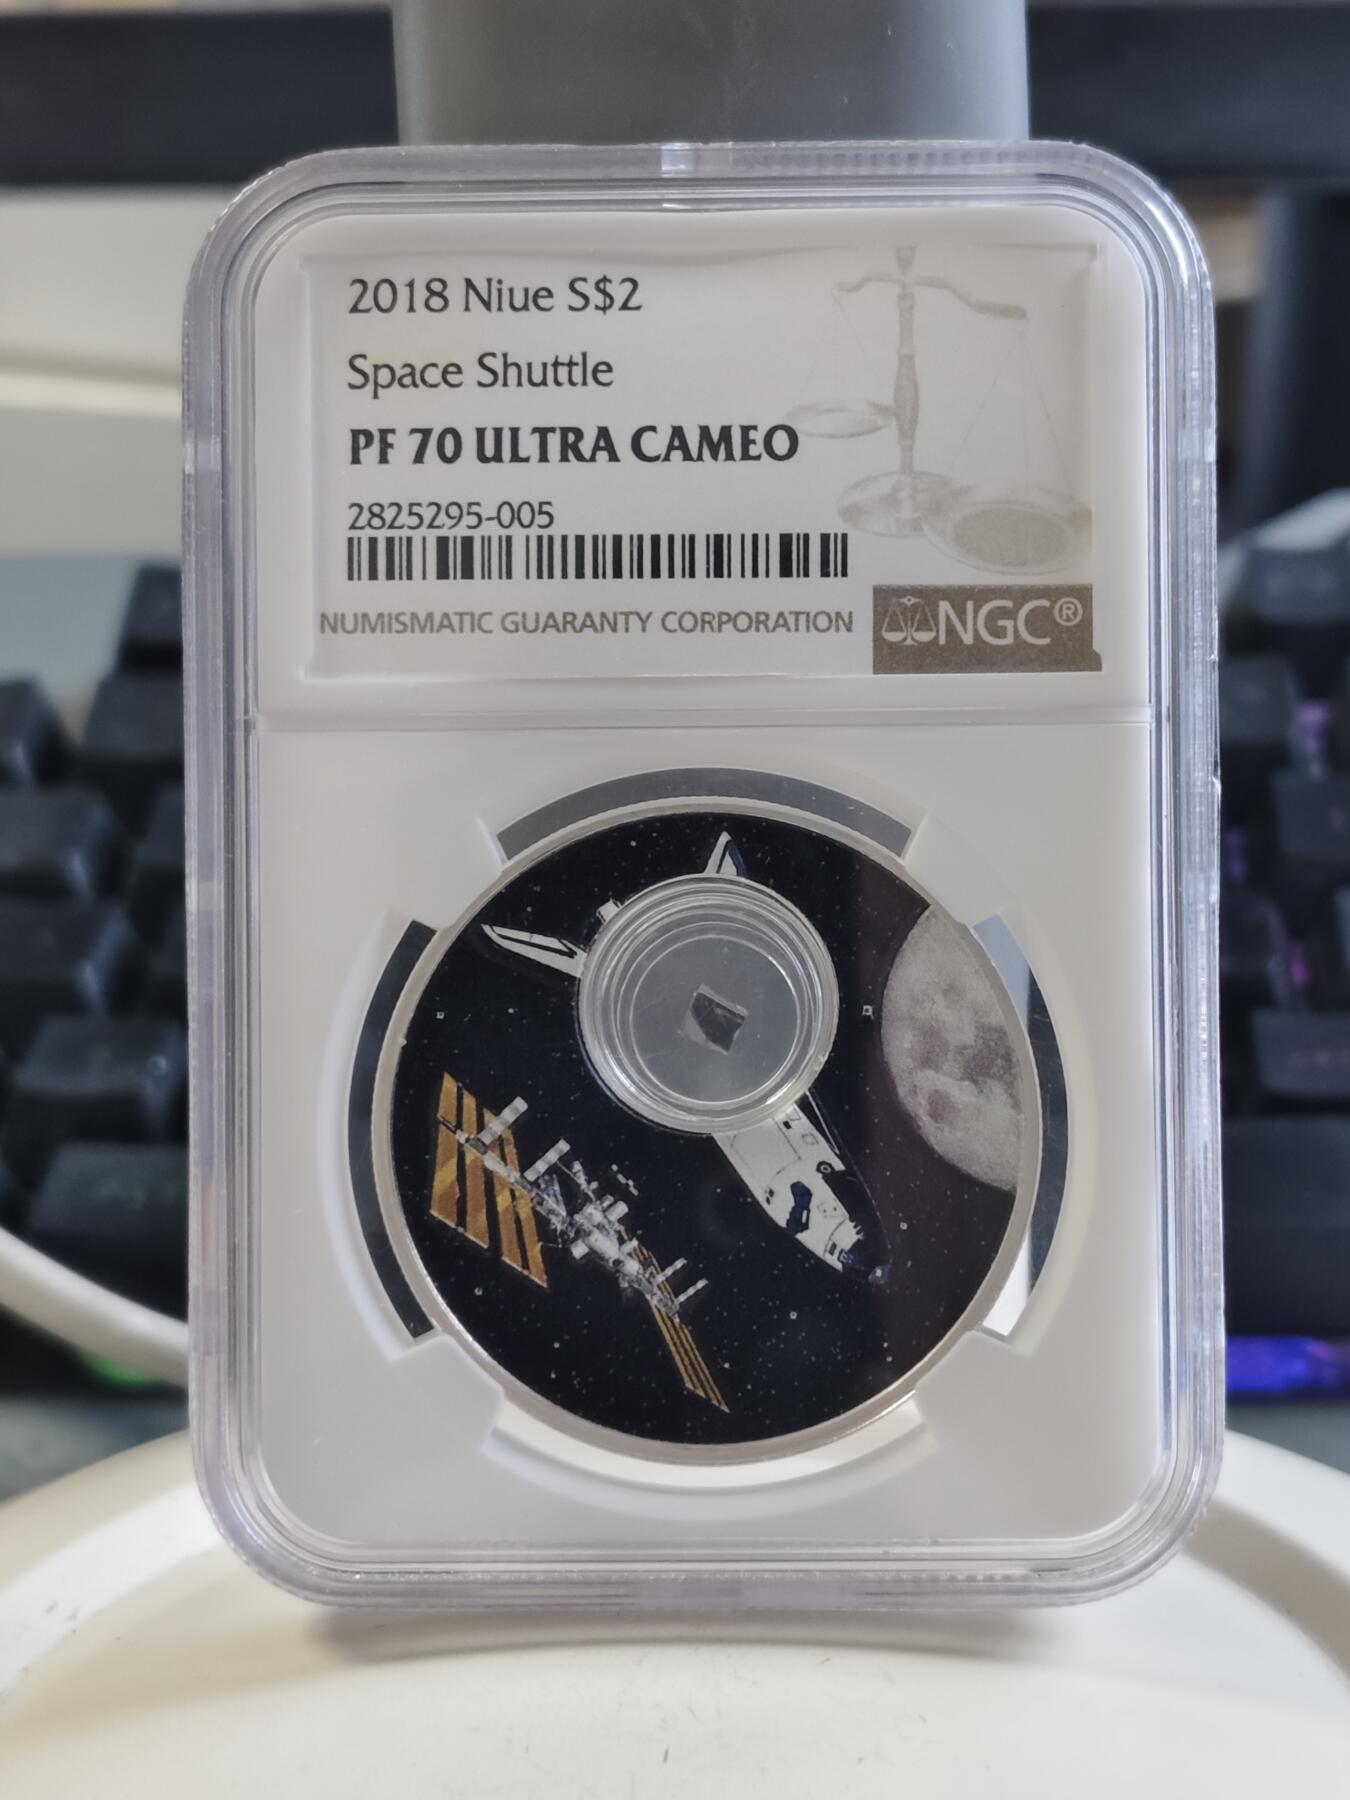 2018 Niue S$2
Space Shuttle
PF 70 ULTRA CAMEO
2825295-005
NUMISMATIC GUARANTY CORPORATION
NGC®